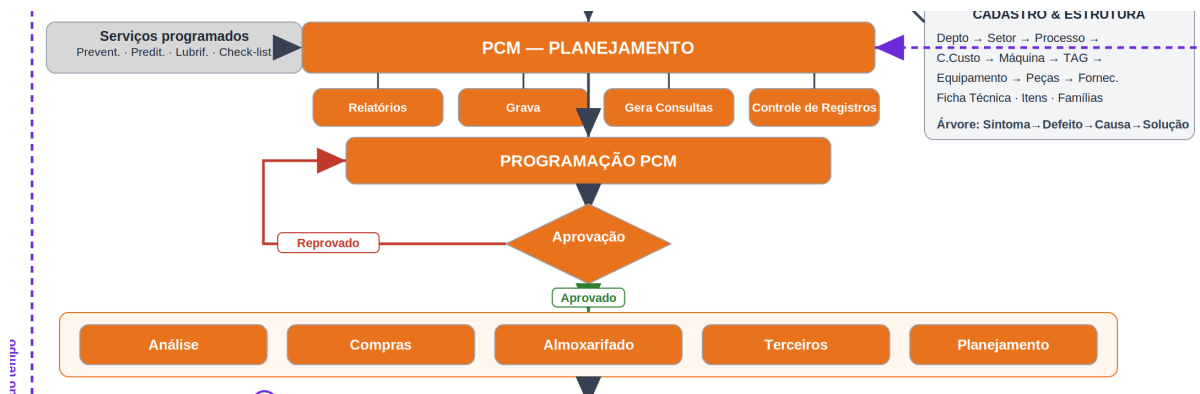 Serviços programados
Prevent. · Predit. · Lubrif. · Check-list
PCM — PLANEJAMENTO
CADASTRO & ESTRUTURA
Depto → Setor → Processo →
C.Custo → Máquina → TAG →
Equipamento → Peças → Fornec.
Ficha Técnica · Itens · Famílias
Árvore: Sintoma→Defeito→Causa→Solução
Relatórios
Grava
Gera Consultas
Controle de Registros
PROGRAMAÇÃO PCM
Aprovação
Reprovado
Aprovado
Análise
Compras
Almoxarifado
Terceiros
Planejamento
tempo